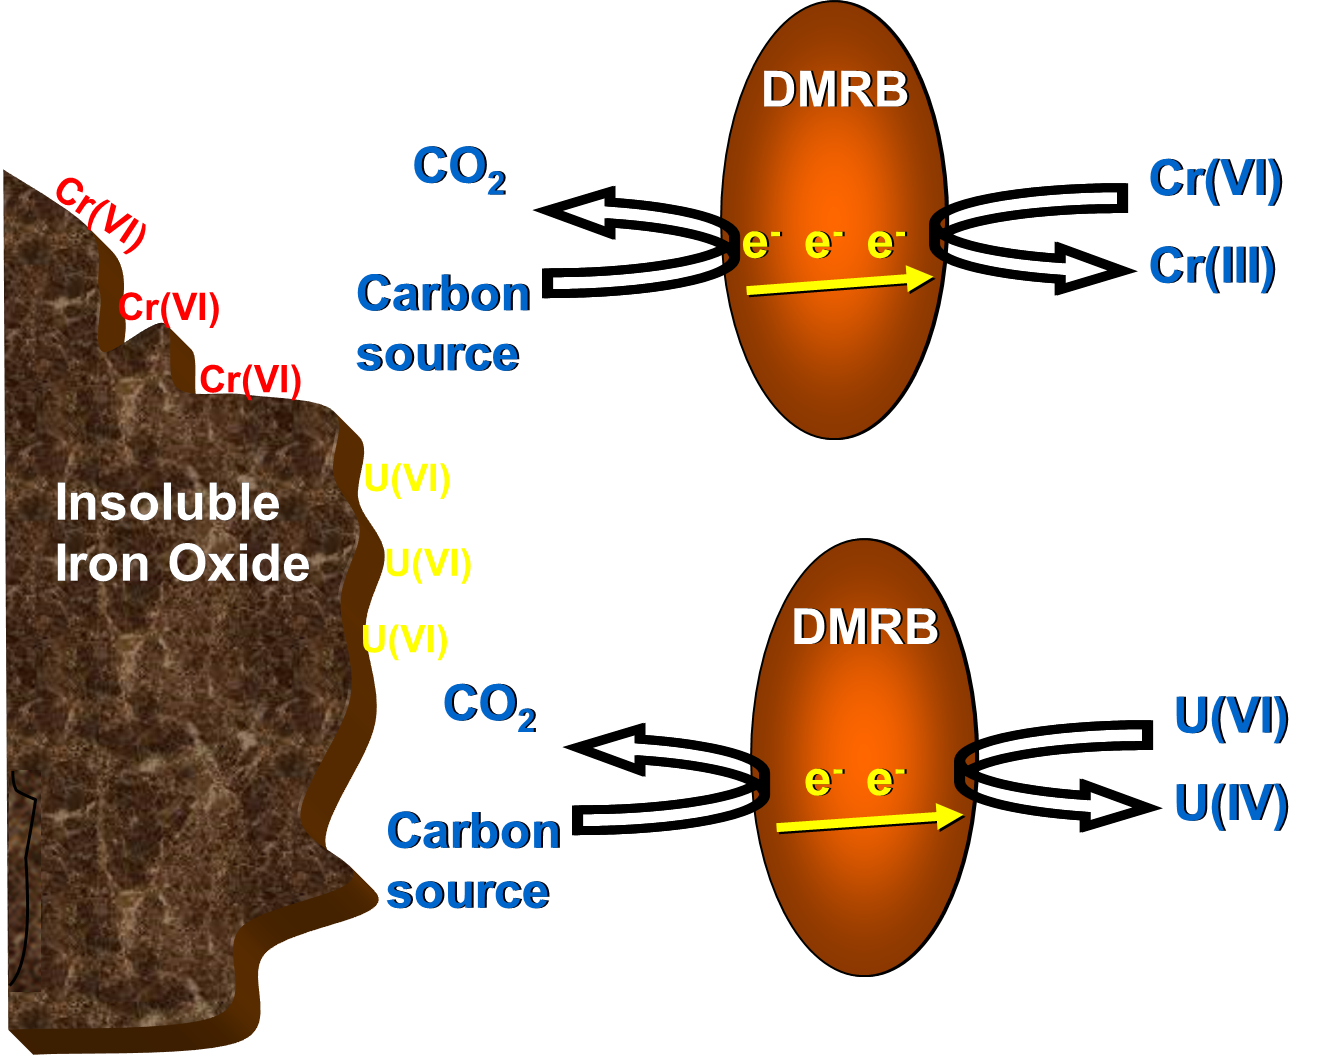 DMRB
CO₂
Cr(VI)
Cr(VI)
e⁻ e⁻ e⁻
Cr(III)
Carbon
source
Cr(VI)
Cr(VI)
U(VI)
Insoluble
Iron Oxide
U(VI)
U(VI)
DMRB
CO₂
U(VI)
e⁻ e⁻
U(IV)
Carbon
source